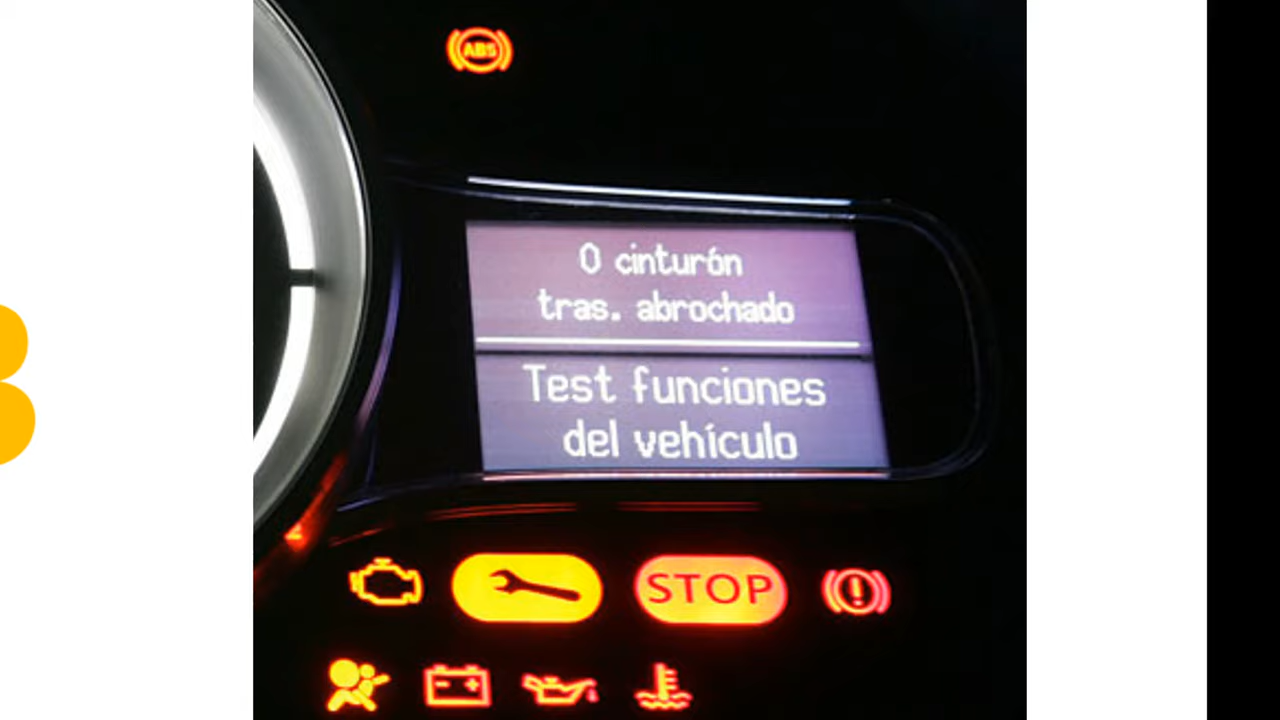 ABS
0 cinturón
tras. abrochado
Test funciones
del vehículo
STOP